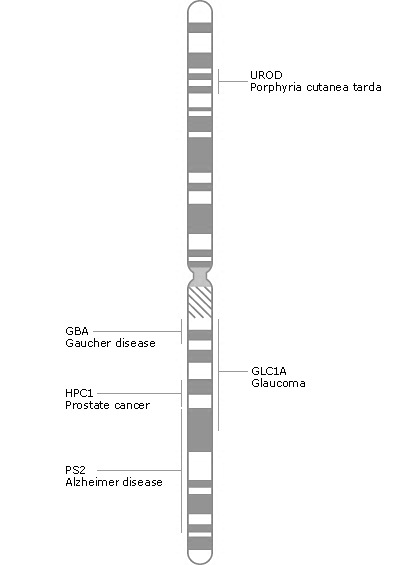 UROD
Porphyria cutanea tarda
GBA
Gaucher disease
GLC1A
Glaucoma
HPC1
Prostate cancer
PS2
Alzheimer disease